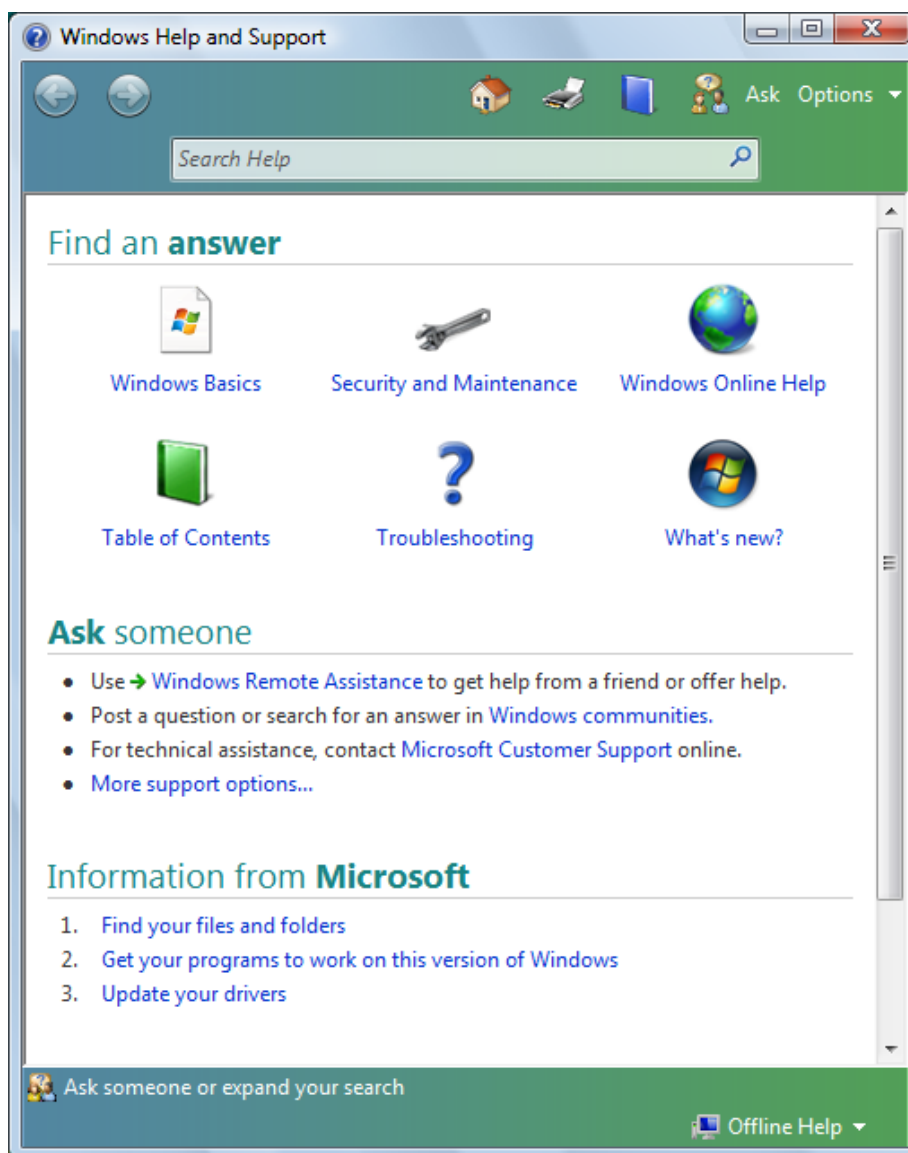 Windows Help and Support
Ask Options
Search Help
Find an answer
Windows Basics Security and Maintenance Windows Online Help
Table of Contents Troubleshooting What's new?
Ask someone
• Use → Windows Remote Assistance to get help from a friend or offer help.
• Post a question or search for an answer in Windows communities.
• For technical assistance, contact Microsoft Customer Support online.
• More support options...
Information from Microsoft
1. Find your files and folders
2. Get your programs to work on this version of Windows
3. Update your drivers
Ask someone or expand your search
Offline Help